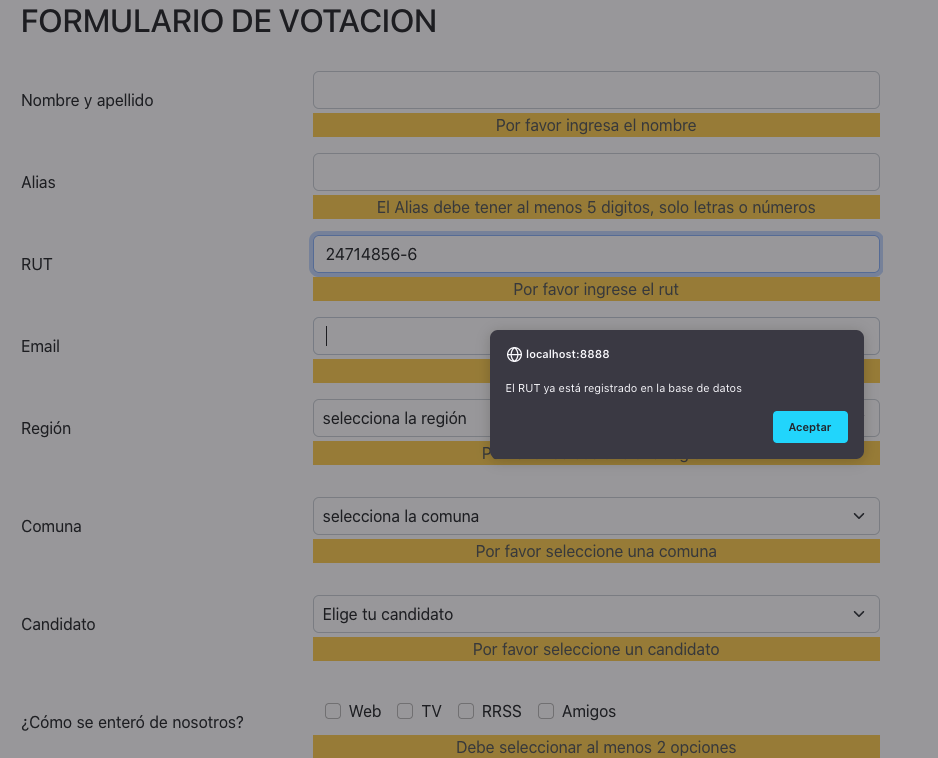 FORMULARIO DE VOTACION
Nombre y apellido
Por favor ingresa el nombre
Alias
El Alias debe tener al menos 5 digitos, solo letras o números
RUT
24714856-6
Por favor ingrese el rut
Email
localhost:8888
El RUT ya está registrado en la base de datos
Aceptar
Región
selecciona la región
Comuna
selecciona la comuna
Por favor seleccione una comuna
Candidato
Elige tu candidato
Por favor seleccione un candidato
¿Cómo se enteró de nosotros?
Web TV RRSS Amigos
Debe seleccionar al menos 2 opciones